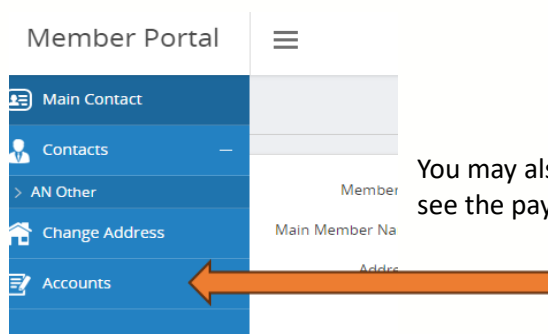 Member Portal
Main Contact
Contacts
> AN Other
Change Address
Accounts
Member
Main Member Na
You may als
see the pay